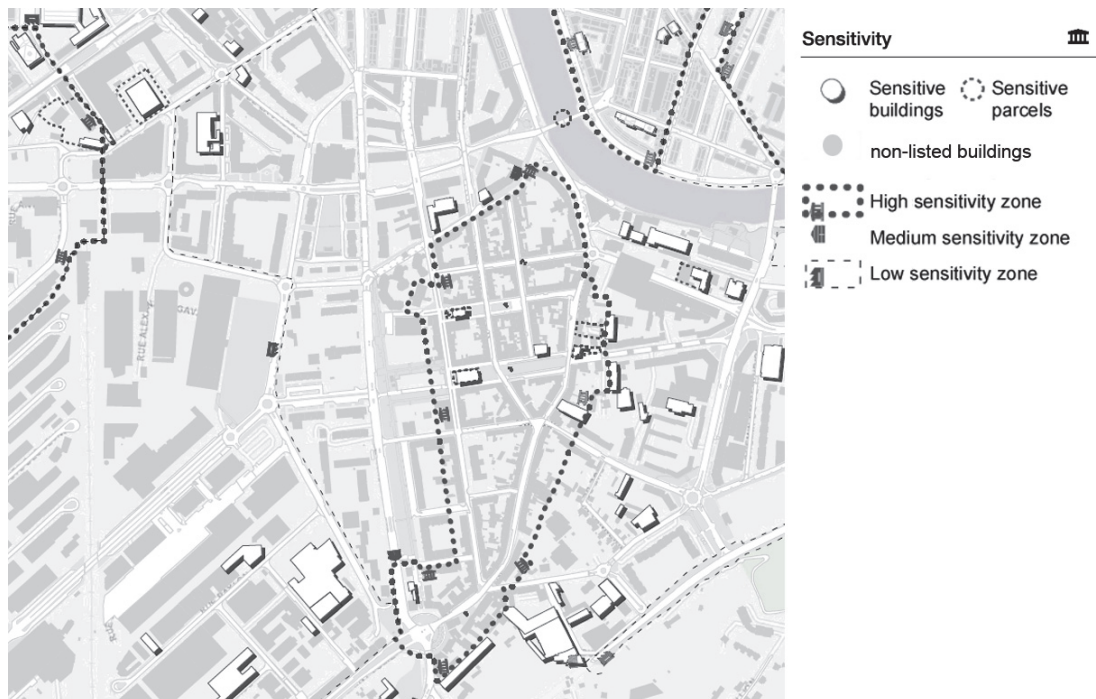 Sensitivity
Sensitive
buildings
Sensitive
parcels
non-listed buildings
High sensitivity zone
Medium sensitivity zone
Low sensitivity zone
RUE
GAY
RUE